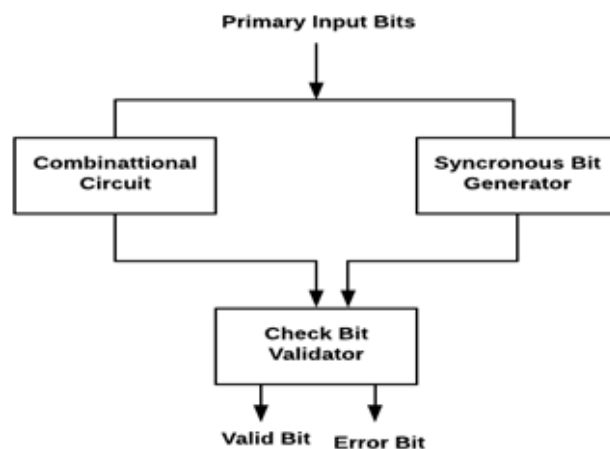 Primary Input Bits
Combinattional
Circuit
Syncronous Bit
Generator
Check Bit
Validator
Valid Bit
Error Bit